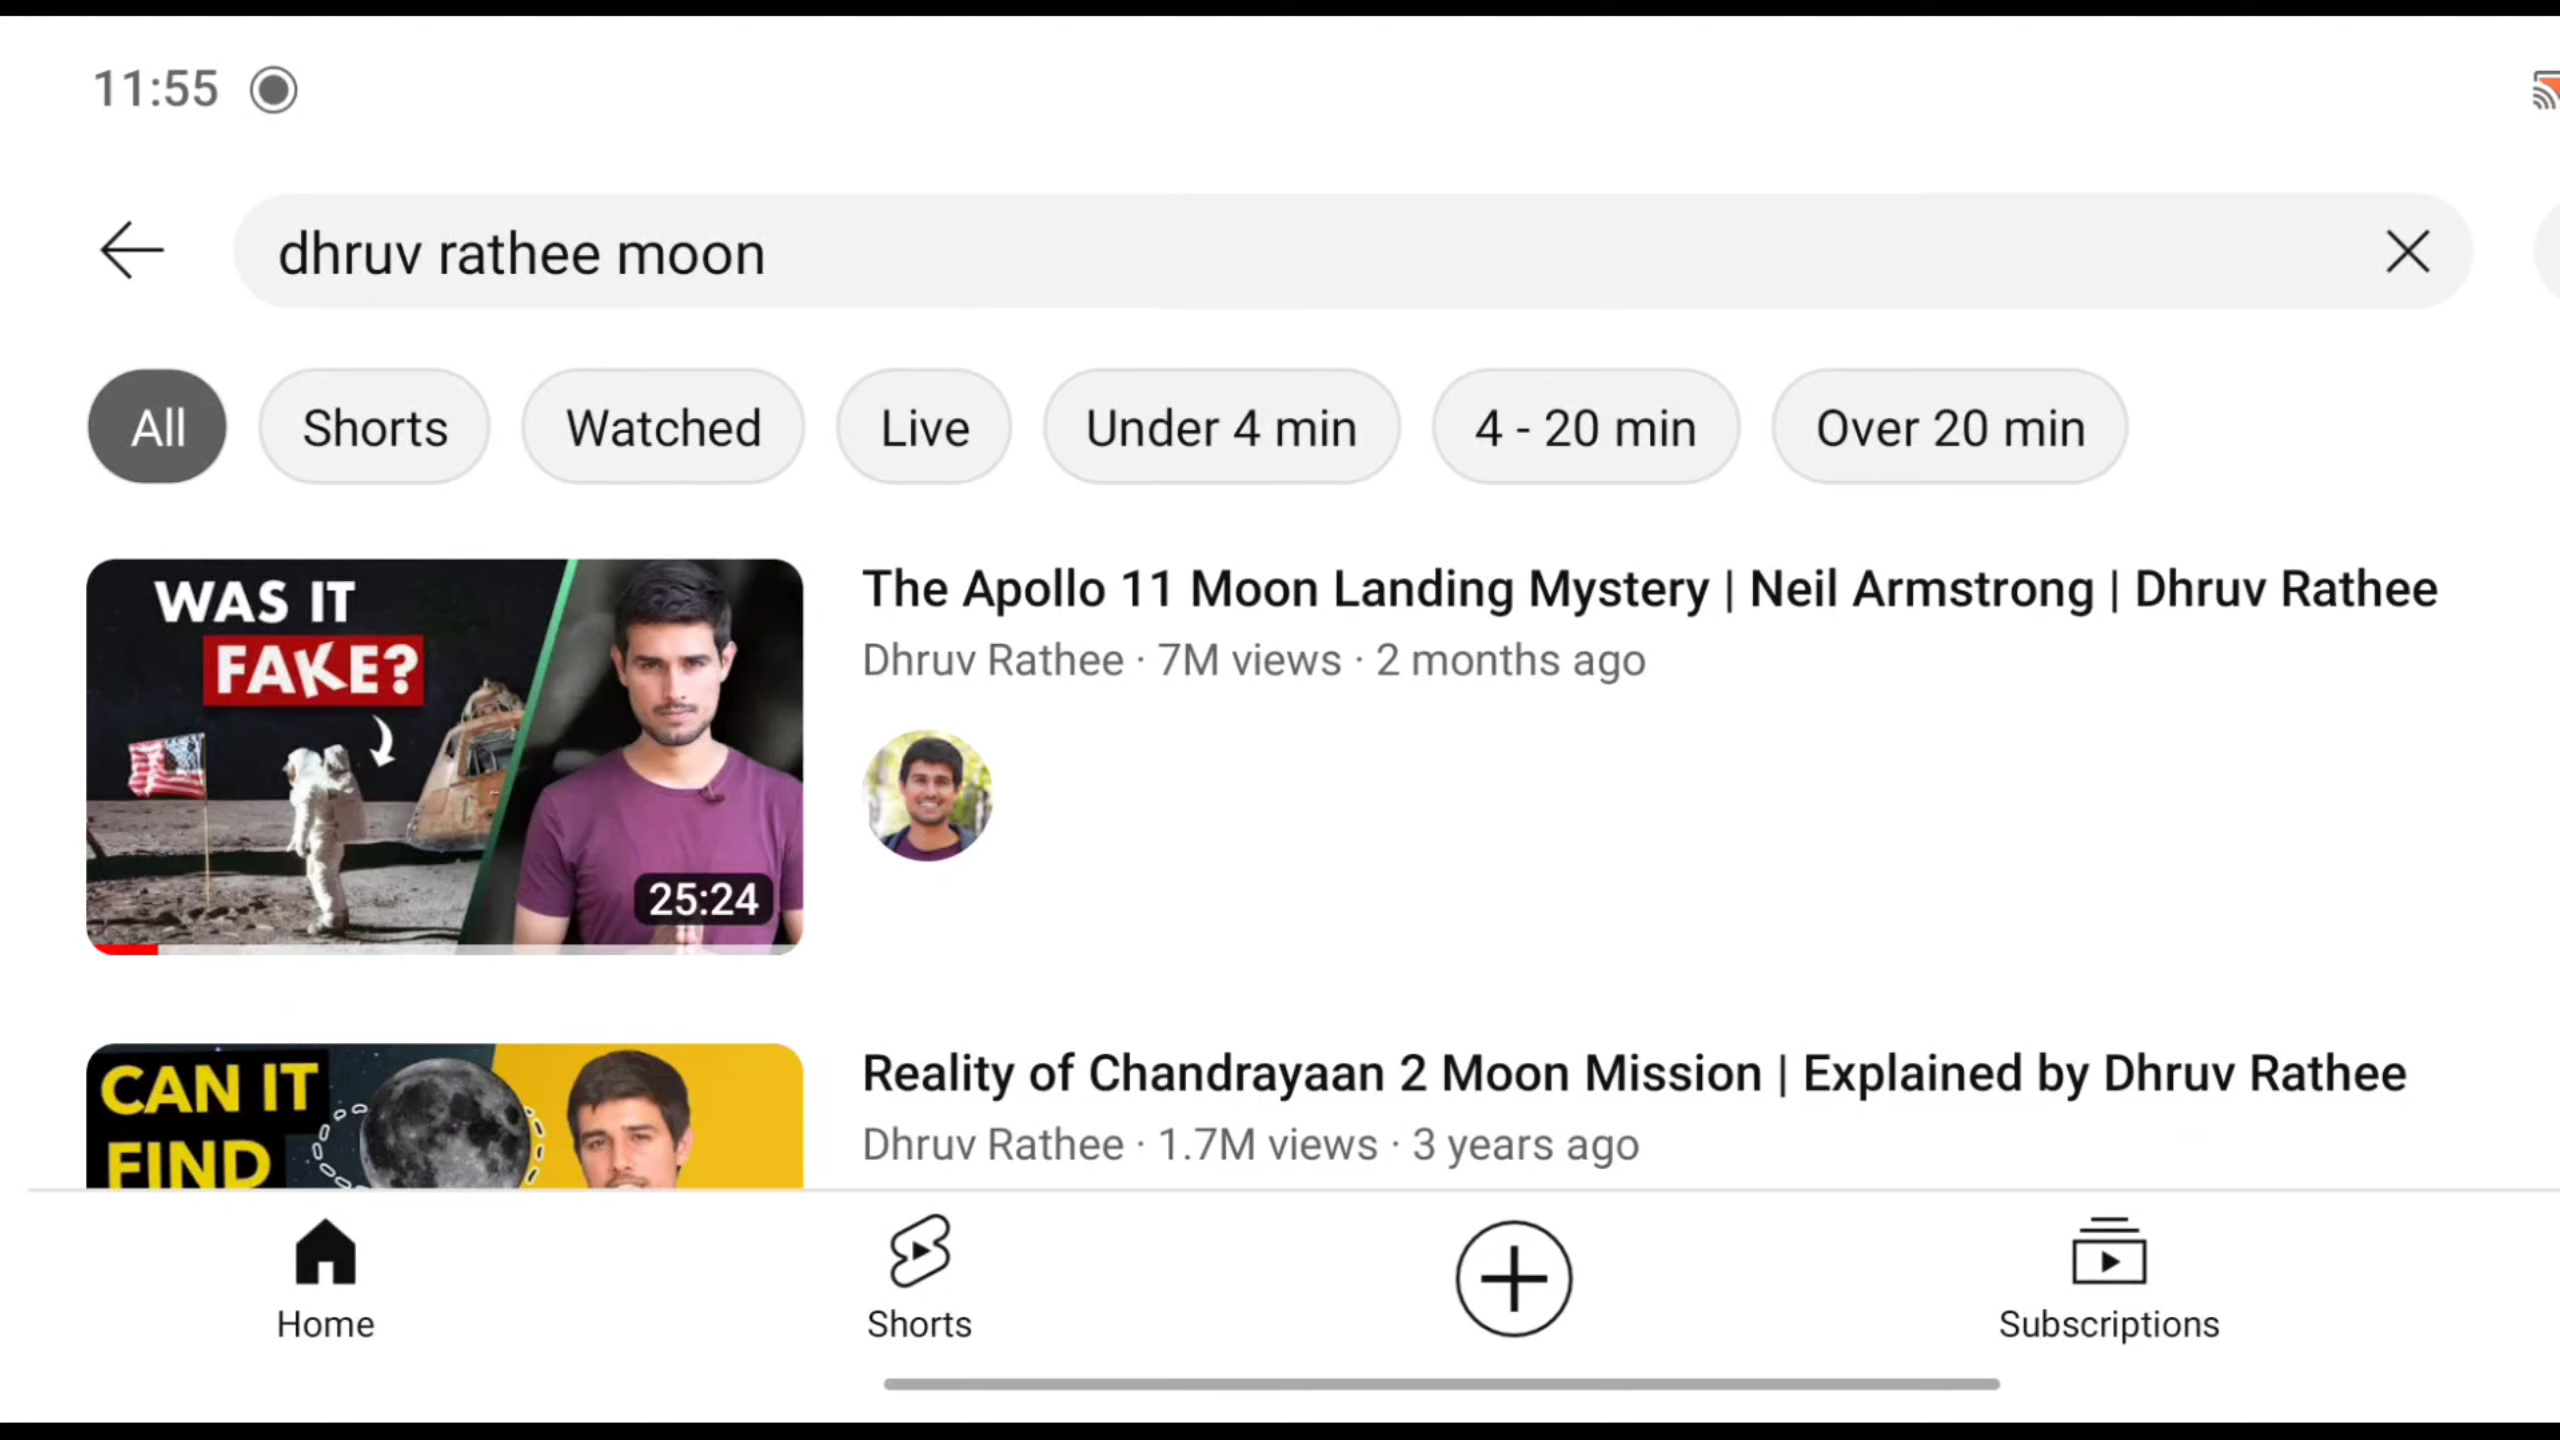 11:55
dhruv rathee moon
All Shorts Watched Live Under 4 min 4 - 20 min Over 20 min
WAS IT
FAKE?
25:24
The Apollo 11 Moon Landing Mystery | Neil Armstrong | Dhruv Rathee
Dhruv Rathee · 7M views · 2 months ago
CAN IT
FIND
Reality of Chandrayaan 2 Moon Mission | Explained by Dhruv Rathee
Dhruv Rathee · 1.7M views · 3 years ago
Home Shorts Subscriptions